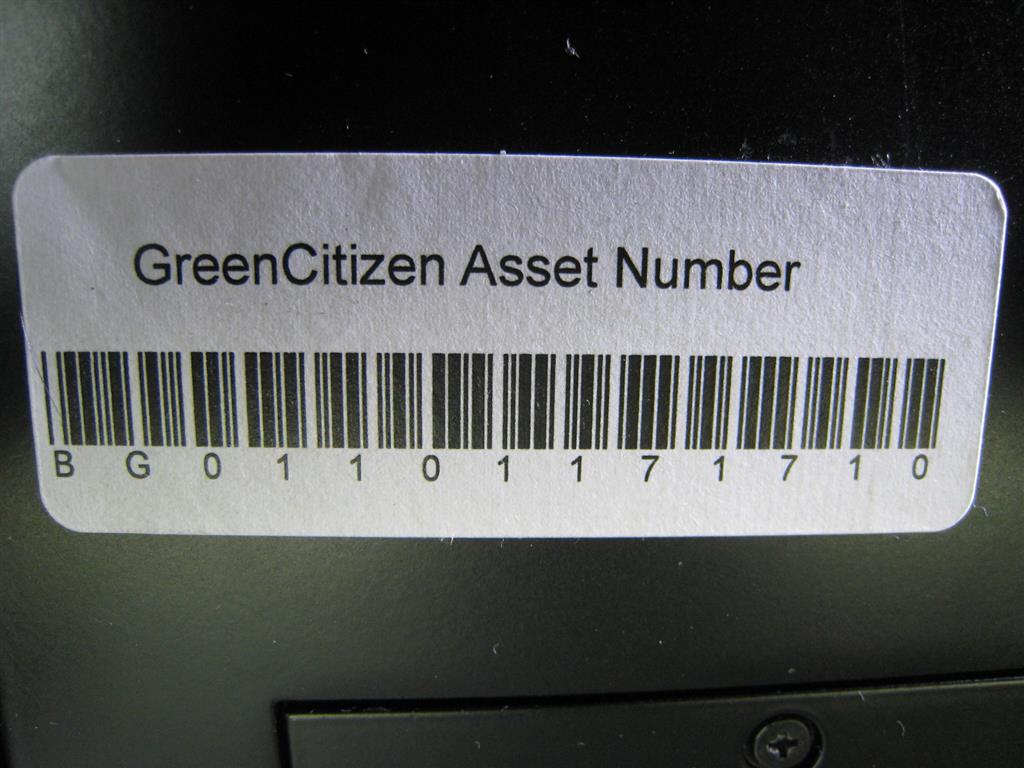 GreenCitizen Asset Number
B G 0 1 1 0 1 1 7 1 7 1 0